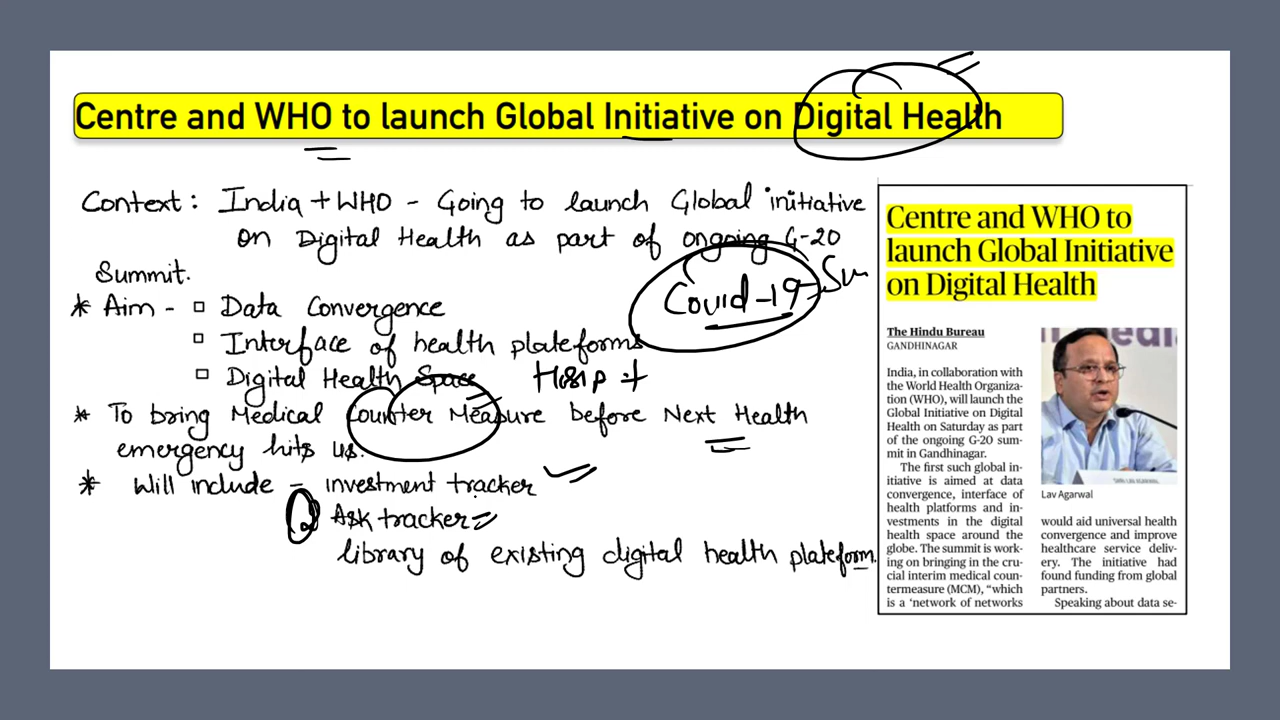 Centre and WHO to launch Global Initiative on Digital Health
Context: India + WHO - Going to launch Global initiative
on Digital Health as part of ongoing G-20
Summit.
Covid-19
* Aim - Data Convergence
Interface of health plateforms
Digital Health Space Hosp +
* To bring Medical Counter Measure before Next Health
emergency hits us.
* Will include - investment tracker
Ask tracker
library of existing digital health plateform.
Centre and WHO to
launch Global Initiative
on Digital Health
The Hindu Bureau
GANDHINAGAR
India, in collaboration with
the World Health Organiza-
tion (WHO), will launch the
Global Initiative on Digital
Health on Saturday as part
of the ongoing G-20 sum-
mit in Gandhinagar.
The first such global in-
itiative is aimed at data
convergence, interface of
health platforms and in-
vestments in the digital
health space around the
globe. The summit is work-
ing on bringing in the cru-
cial interim medical coun-
termeasure (MCM), “which
is a ‘network of networks
Lav Agarwal
would aid universal health
convergence and improve
healthcare service deliv-
ery. The initiative had
found funding from global
partners.
Speaking about data se-